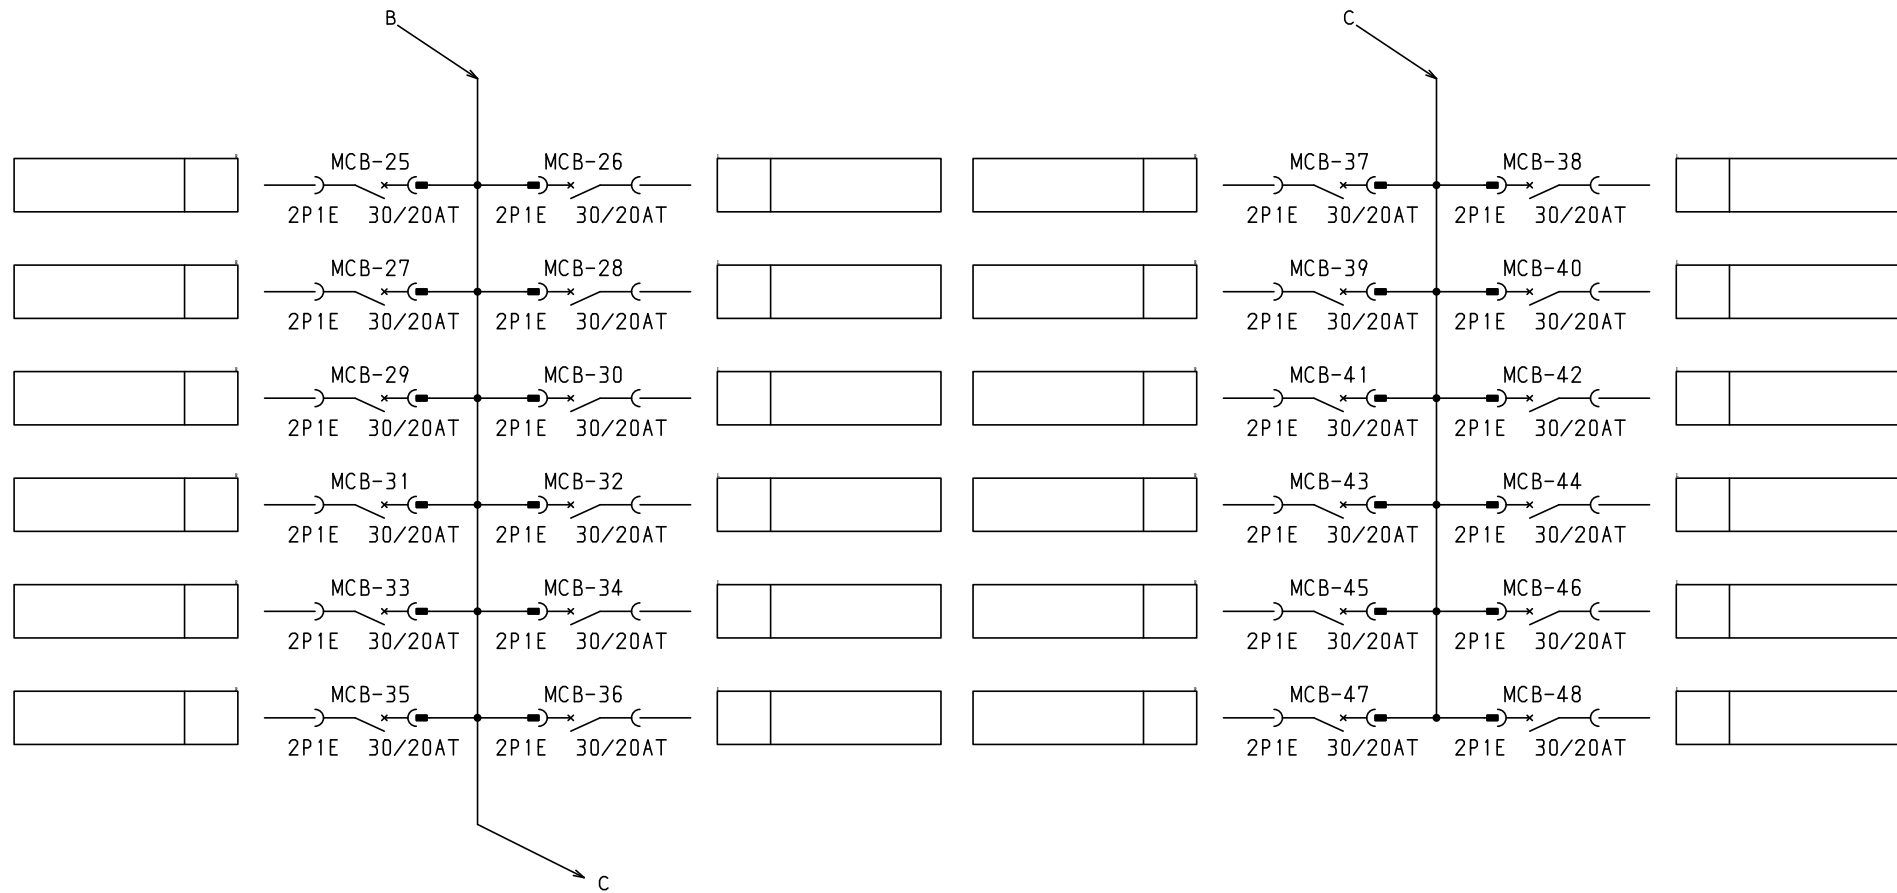 B
C
MCB-25 MCB-26 MCB-37 MCB-38
2P1E 30/20AT 2P1E 30/20AT 2P1E 30/20AT 2P1E 30/20AT
MCB-27 MCB-28 MCB-39 MCB-40
2P1E 30/20AT 2P1E 30/20AT 2P1E 30/20AT 2P1E 30/20AT
MCB-29 MCB-30 MCB-41 MCB-42
2P1E 30/20AT 2P1E 30/20AT 2P1E 30/20AT 2P1E 30/20AT
MCB-31 MCB-32 MCB-43 MCB-44
2P1E 30/20AT 2P1E 30/20AT 2P1E 30/20AT 2P1E 30/20AT
MCB-33 MCB-34 MCB-45 MCB-46
2P1E 30/20AT 2P1E 30/20AT 2P1E 30/20AT 2P1E 30/20AT
MCB-35 MCB-36 MCB-47 MCB-48
2P1E 30/20AT 2P1E 30/20AT 2P1E 30/20AT 2P1E 30/20AT
C